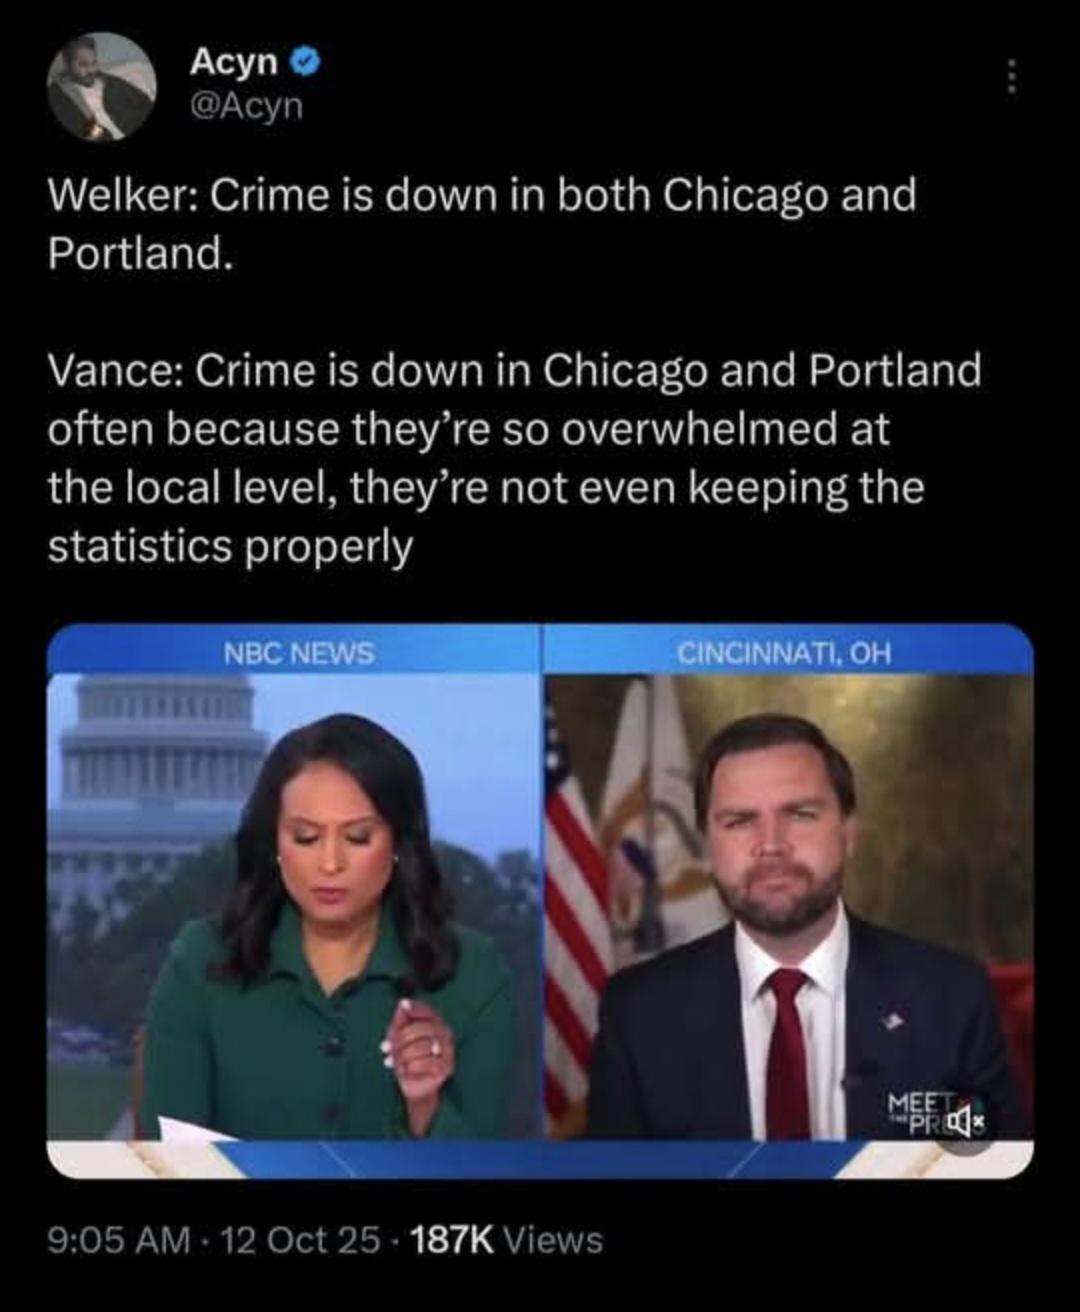 Acyn
@Acyn
Welker: Crime is down in both Chicago and
Portland.
Vance: Crime is down in Chicago and Portland
often because they’re so overwhelmed at
the local level, they’re not even keeping the
statistics properly
NBC NEWS
CINCINNATI, OH
MEET
THE PR
9:05 AM · 12 Oct 25 · 187K Views